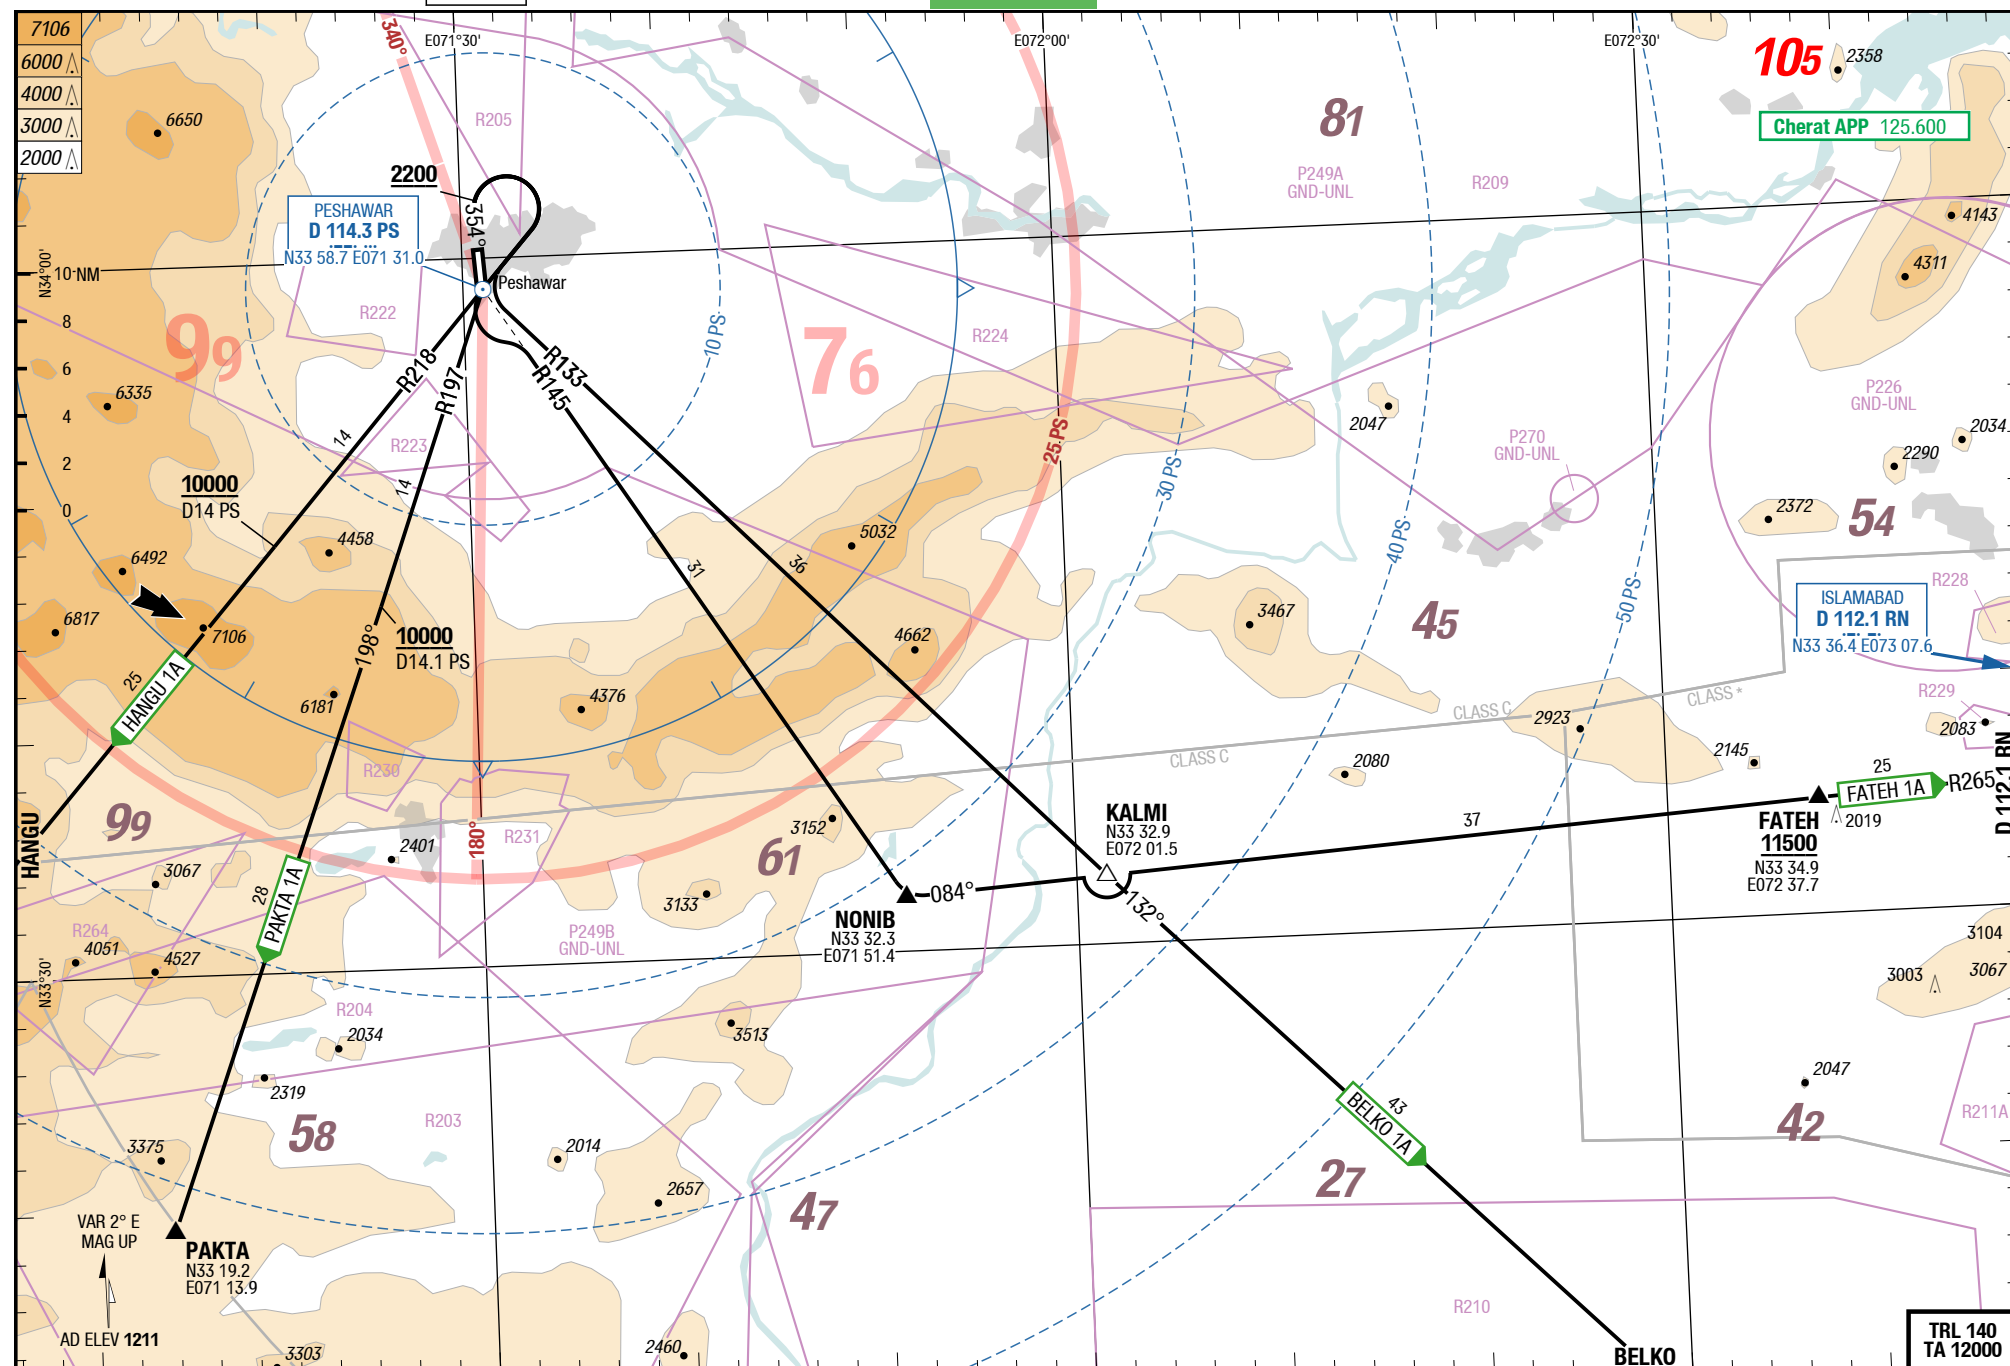 7106
6000
4000
3000
2000
E071°30'
E072°00'
E072°30'
340°
105
2358
Cherat APP 125.600
6650
R205
81
P249A
GND-UNL
R209
2200
354°
PESHAWAR
D 114.3 PS
N33 58.7 E071 31.0
Peshawar
4143
4311
N34°00'
10 NM
8
6
4
2
0
R222
99
R218
R197
R133
R145
10 PS
76
R224
6335
14
R223
14
2047
P226
GND-UNL
2034
2290
P270
GND-UNL
25 PS
30 PS
40 PS
50 PS
10000
D14 PS
4458
5032
2372
54
6492
31
36
R228
6817
7106
198°
10000
D14.1 PS
4662
3467
45
ISLAMABAD
D 112.1 RN
N33 36.4 E073 07.6
25
HANGU 1A
6181
4376
CLASS C
CLASS *
R229
2923
2083
R230
CLASS C
2080
2145
25
FATEH 1A
R265
D 112.1 RN
HANGU
99
180°
R231
3152
KALMI
N33 32.9
E072 01.5
37
FATEH
11500
N33 34.9
E072 37.7
2019
2401
61
3067
28
PAKTA 1A
3133
NONIB
N33 32.3
E071 51.4
084°
132°
R264
4051
4527
P249B
GND-UNL
3104
3003
3067
N33°30'
R204
2034
3513
2319
2047
58
R203
43
BELKO 1A
42
R211A
3375
2014
2657
47
27
VAR 2° E
MAG UP
PAKTA
N33 19.2
E071 13.9
R210
AD ELEV 1211
3303
2460
BELKO
TRL 140
TA 12000